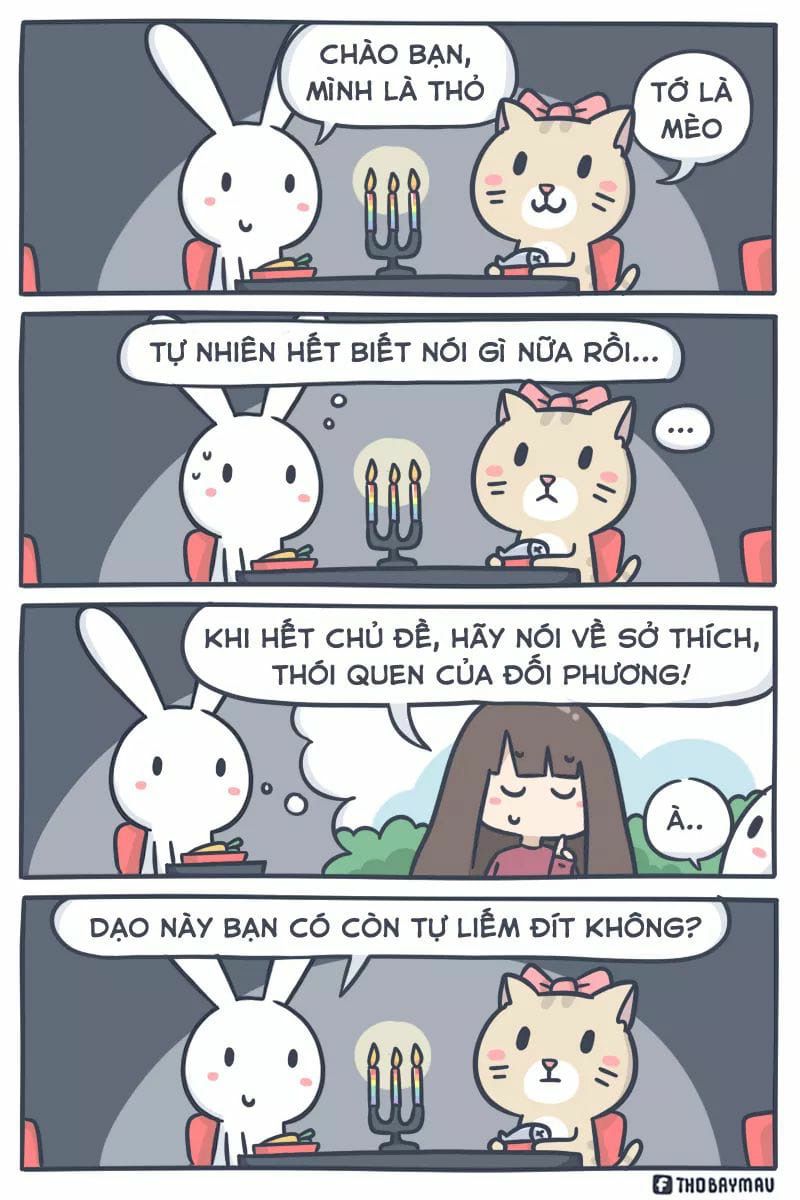 CHÀO BẠN,
MÌNH LÀ THỎ
TỚ LÀ
MÈO
TỰ NHIÊN HẾT BIẾT NÓI GÌ NỮA RỒI...
...
KHI HẾT CHỦ ĐỀ, HÃY NÓI VỀ SỞ THÍCH,
THÓI QUEN CỦA ĐỐI PHƯƠNG!
À..
DẠO NÀY BẠN CÓ CÒN TỰ LIẾM ĐÍT KHÔNG?
f THOBAYMAU